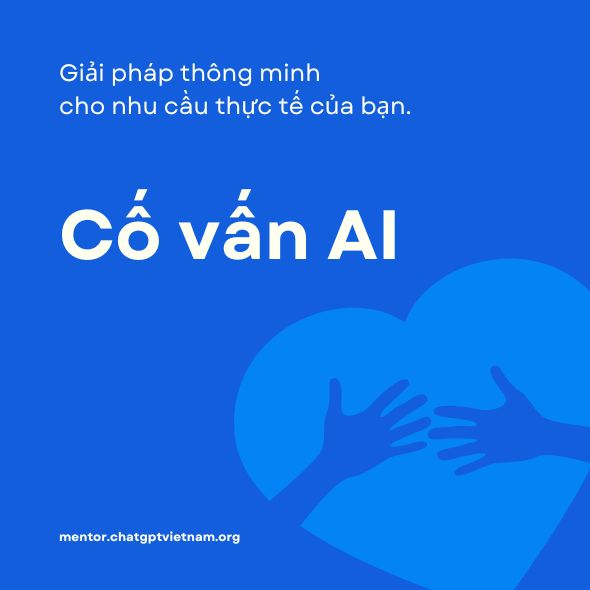 Giải pháp thông minh
cho nhu cầu thực tế của bạn.
Cố vấn AI
mentor.chatgptvietnam.org